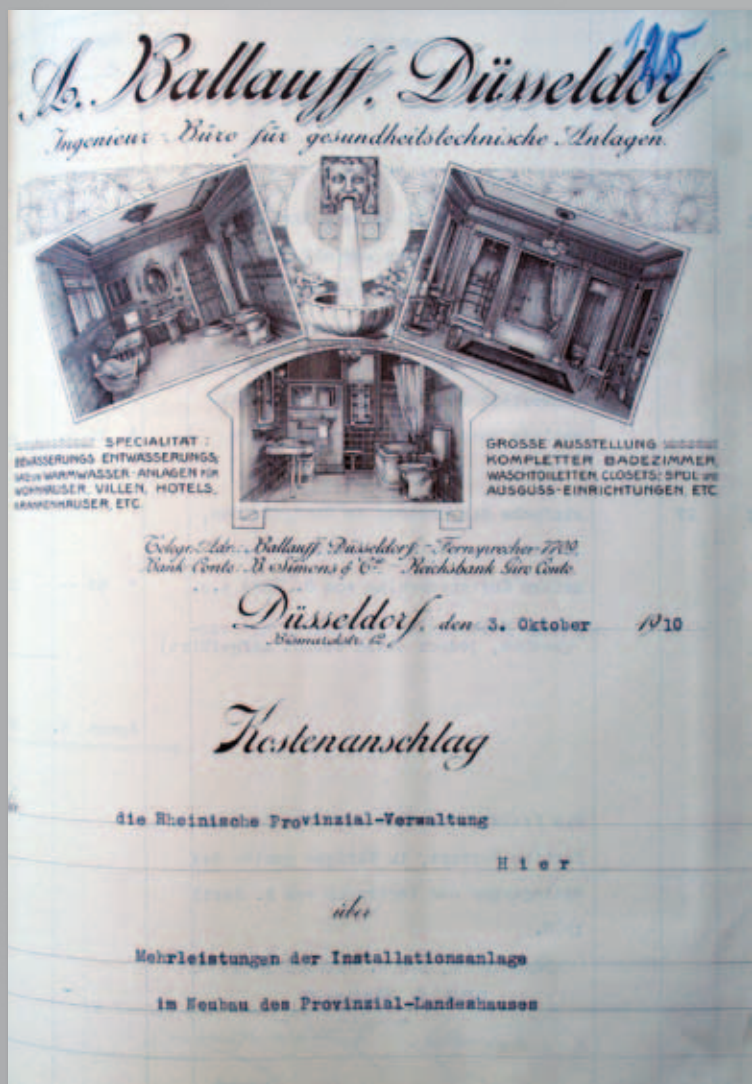 115
A. Ballauff, Düsseldorf
Ingenieur-Büro für gesundheitstechnische Anlagen.
SPECIALITÄT:
BEWÄSSERUNGS ENTWÄSSERUNGS,
WARMWASSER-ANLAGEN FÜR
WOHNHÄUSER, VILLEN, HOTELS,
KRANKENHÄUSER, ETC.
GROSSE AUSSTELLUNG
KOMPLETTER BADEZIMMER,
WASCHTOILETTEN, CLOSETS, SPÜL UND
AUSGUSS-EINRICHTUNGEN, ETC
Telegr. Adr.: Ballauff, Düsseldorf. - Fernsprecher 7709.
Bank-Conto: B. Simons & Co. Reichsbank Giro Conto
Düsseldorf, den 3. Oktober 1910
Bismarckstr. 62.
Kostenanschlag
die Rheinische Provinzial-Verwaltung
Hier
über
Mehrleistungen der Installationsanlage
im Neubau des Provinzial-Landeshauses